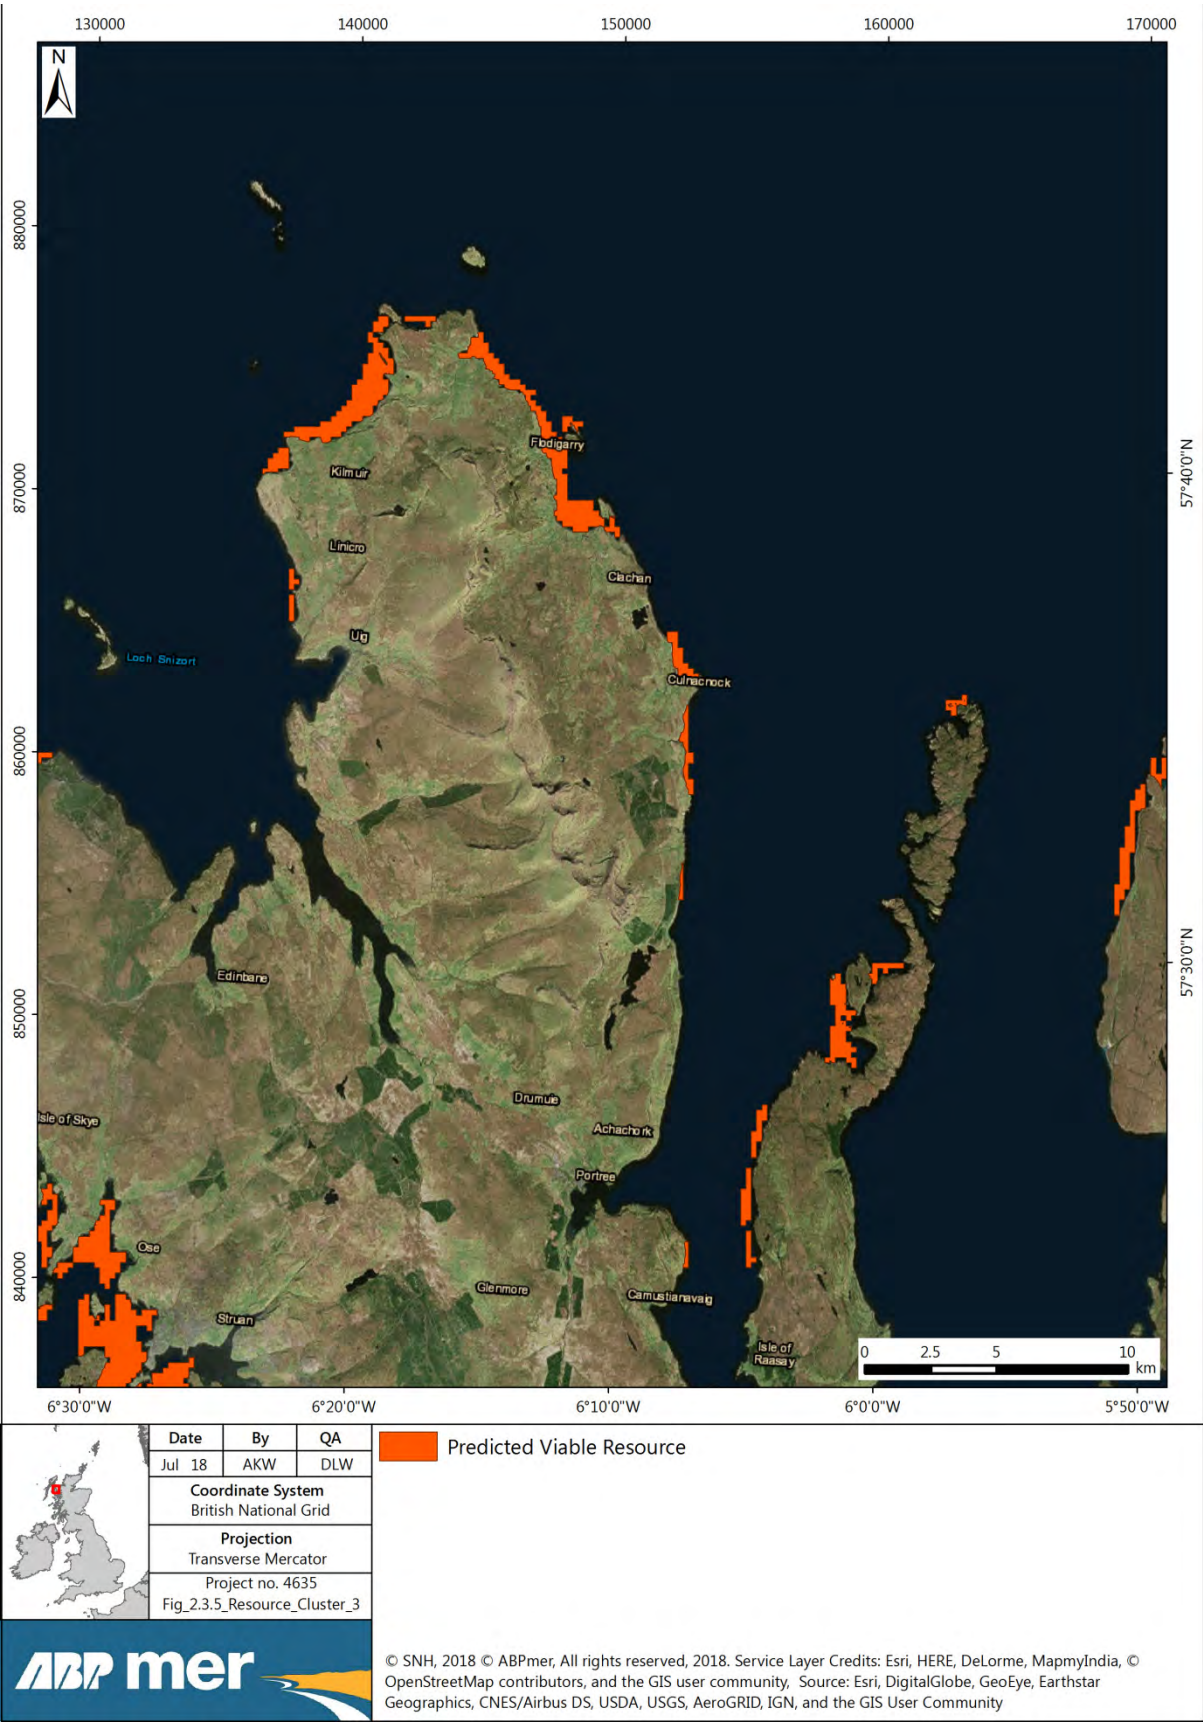 130000 140000 150000 160000 170000
N
880000
870000
860000
850000
840000
57°40'0"N
57°30'0"N
Flodigarry
Kilmuir
Linicro
Clachan
Uig
Loch Snizort
Culnacnock
Edinbane
Drumuie
Isle of Skye
Achachork
Portree
Ose
Glenmore
Camustianavaig
Struan
Isle of
Raasay
0 2.5 5 10
km
6°30'0"W 6°20'0"W 6°10'0"W 6°0'0"W 5°50'0"W
Date By QA
Jul 18 AKW DLW
Coordinate System
British National Grid
Projection
Transverse Mercator
Project no. 4635
Fig_2.3.5_Resource_Cluster_3
Predicted Viable Resource
ABP mer
© SNH, 2018 © ABPmer, All rights reserved, 2018. Service Layer Credits: Esri, HERE, DeLorme, MapmyIndia, ©
OpenStreetMap contributors, and the GIS user community, Source: Esri, DigitalGlobe, GeoEye, Earthstar
Geographics, CNES/Airbus DS, USDA, USGS, AeroGRID, IGN, and the GIS User Community